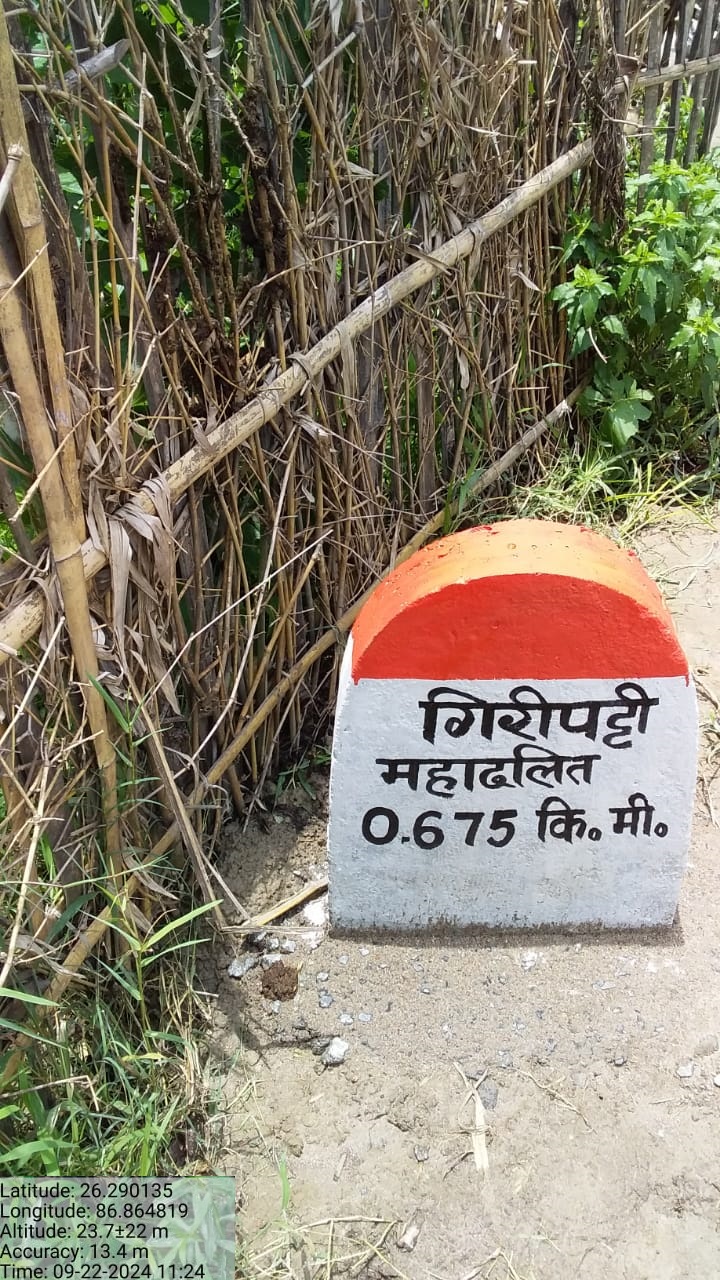 गिरीपट्टी
महादलित
0.675 कि॰ मी॰
Latitude: 26.290135
Longitude: 86.864819
Altitude: 23.7±22 m
Accuracy: 13.4 m
Time: 09-22-2024 11:24